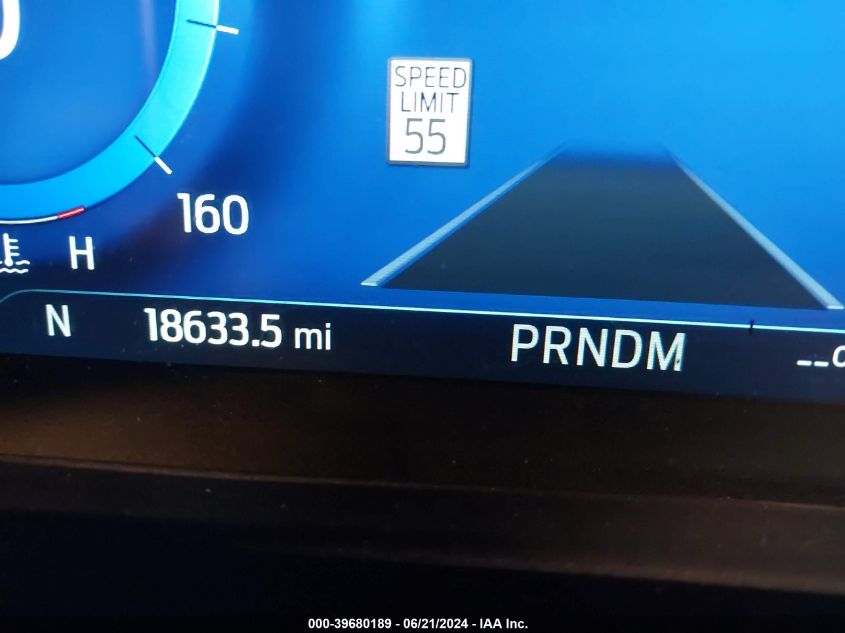 SPEED
LIMIT
55
160
H
N 18633.5 mi PRNDM
000-39680189 - 06/21/2024 - IAA Inc.